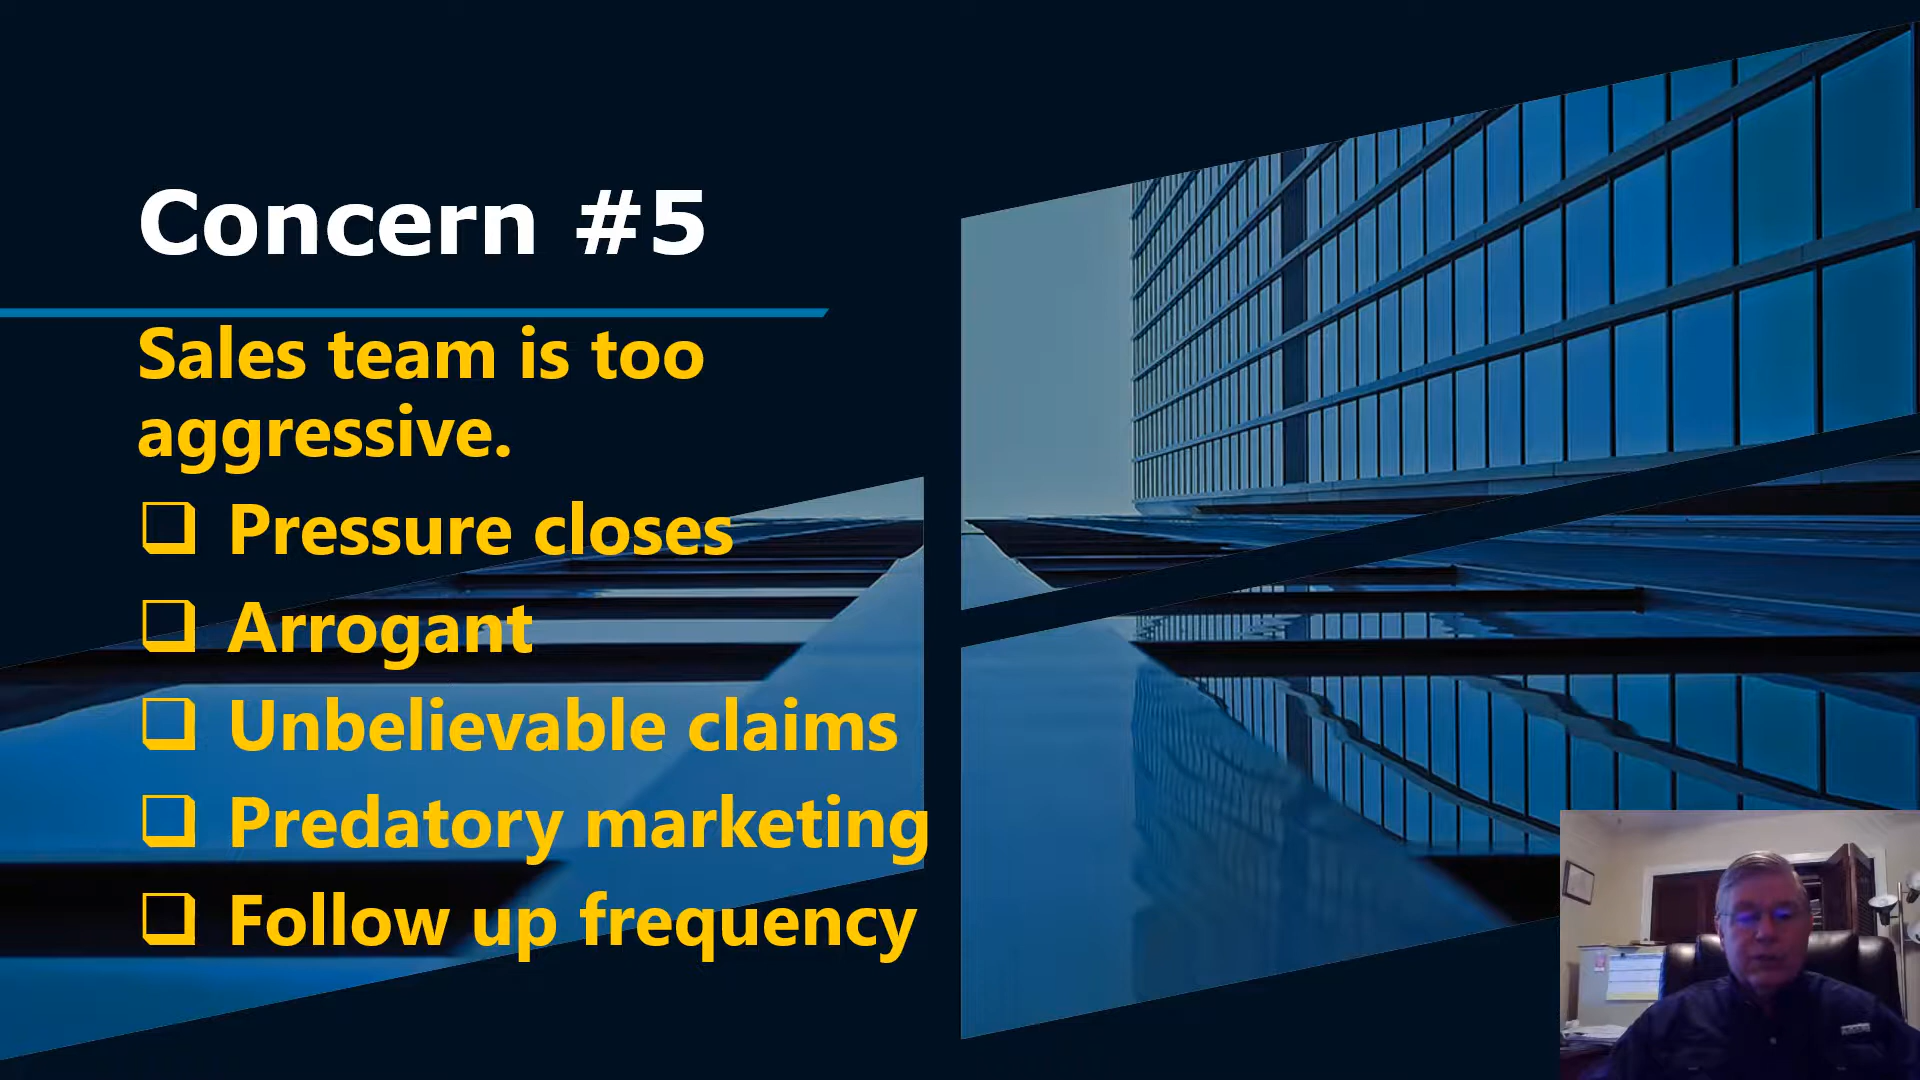 Concern #5
Sales team is too
aggressive.
Pressure closes
Arrogant
Unbelievable claims
Predatory marketing
Follow up frequency